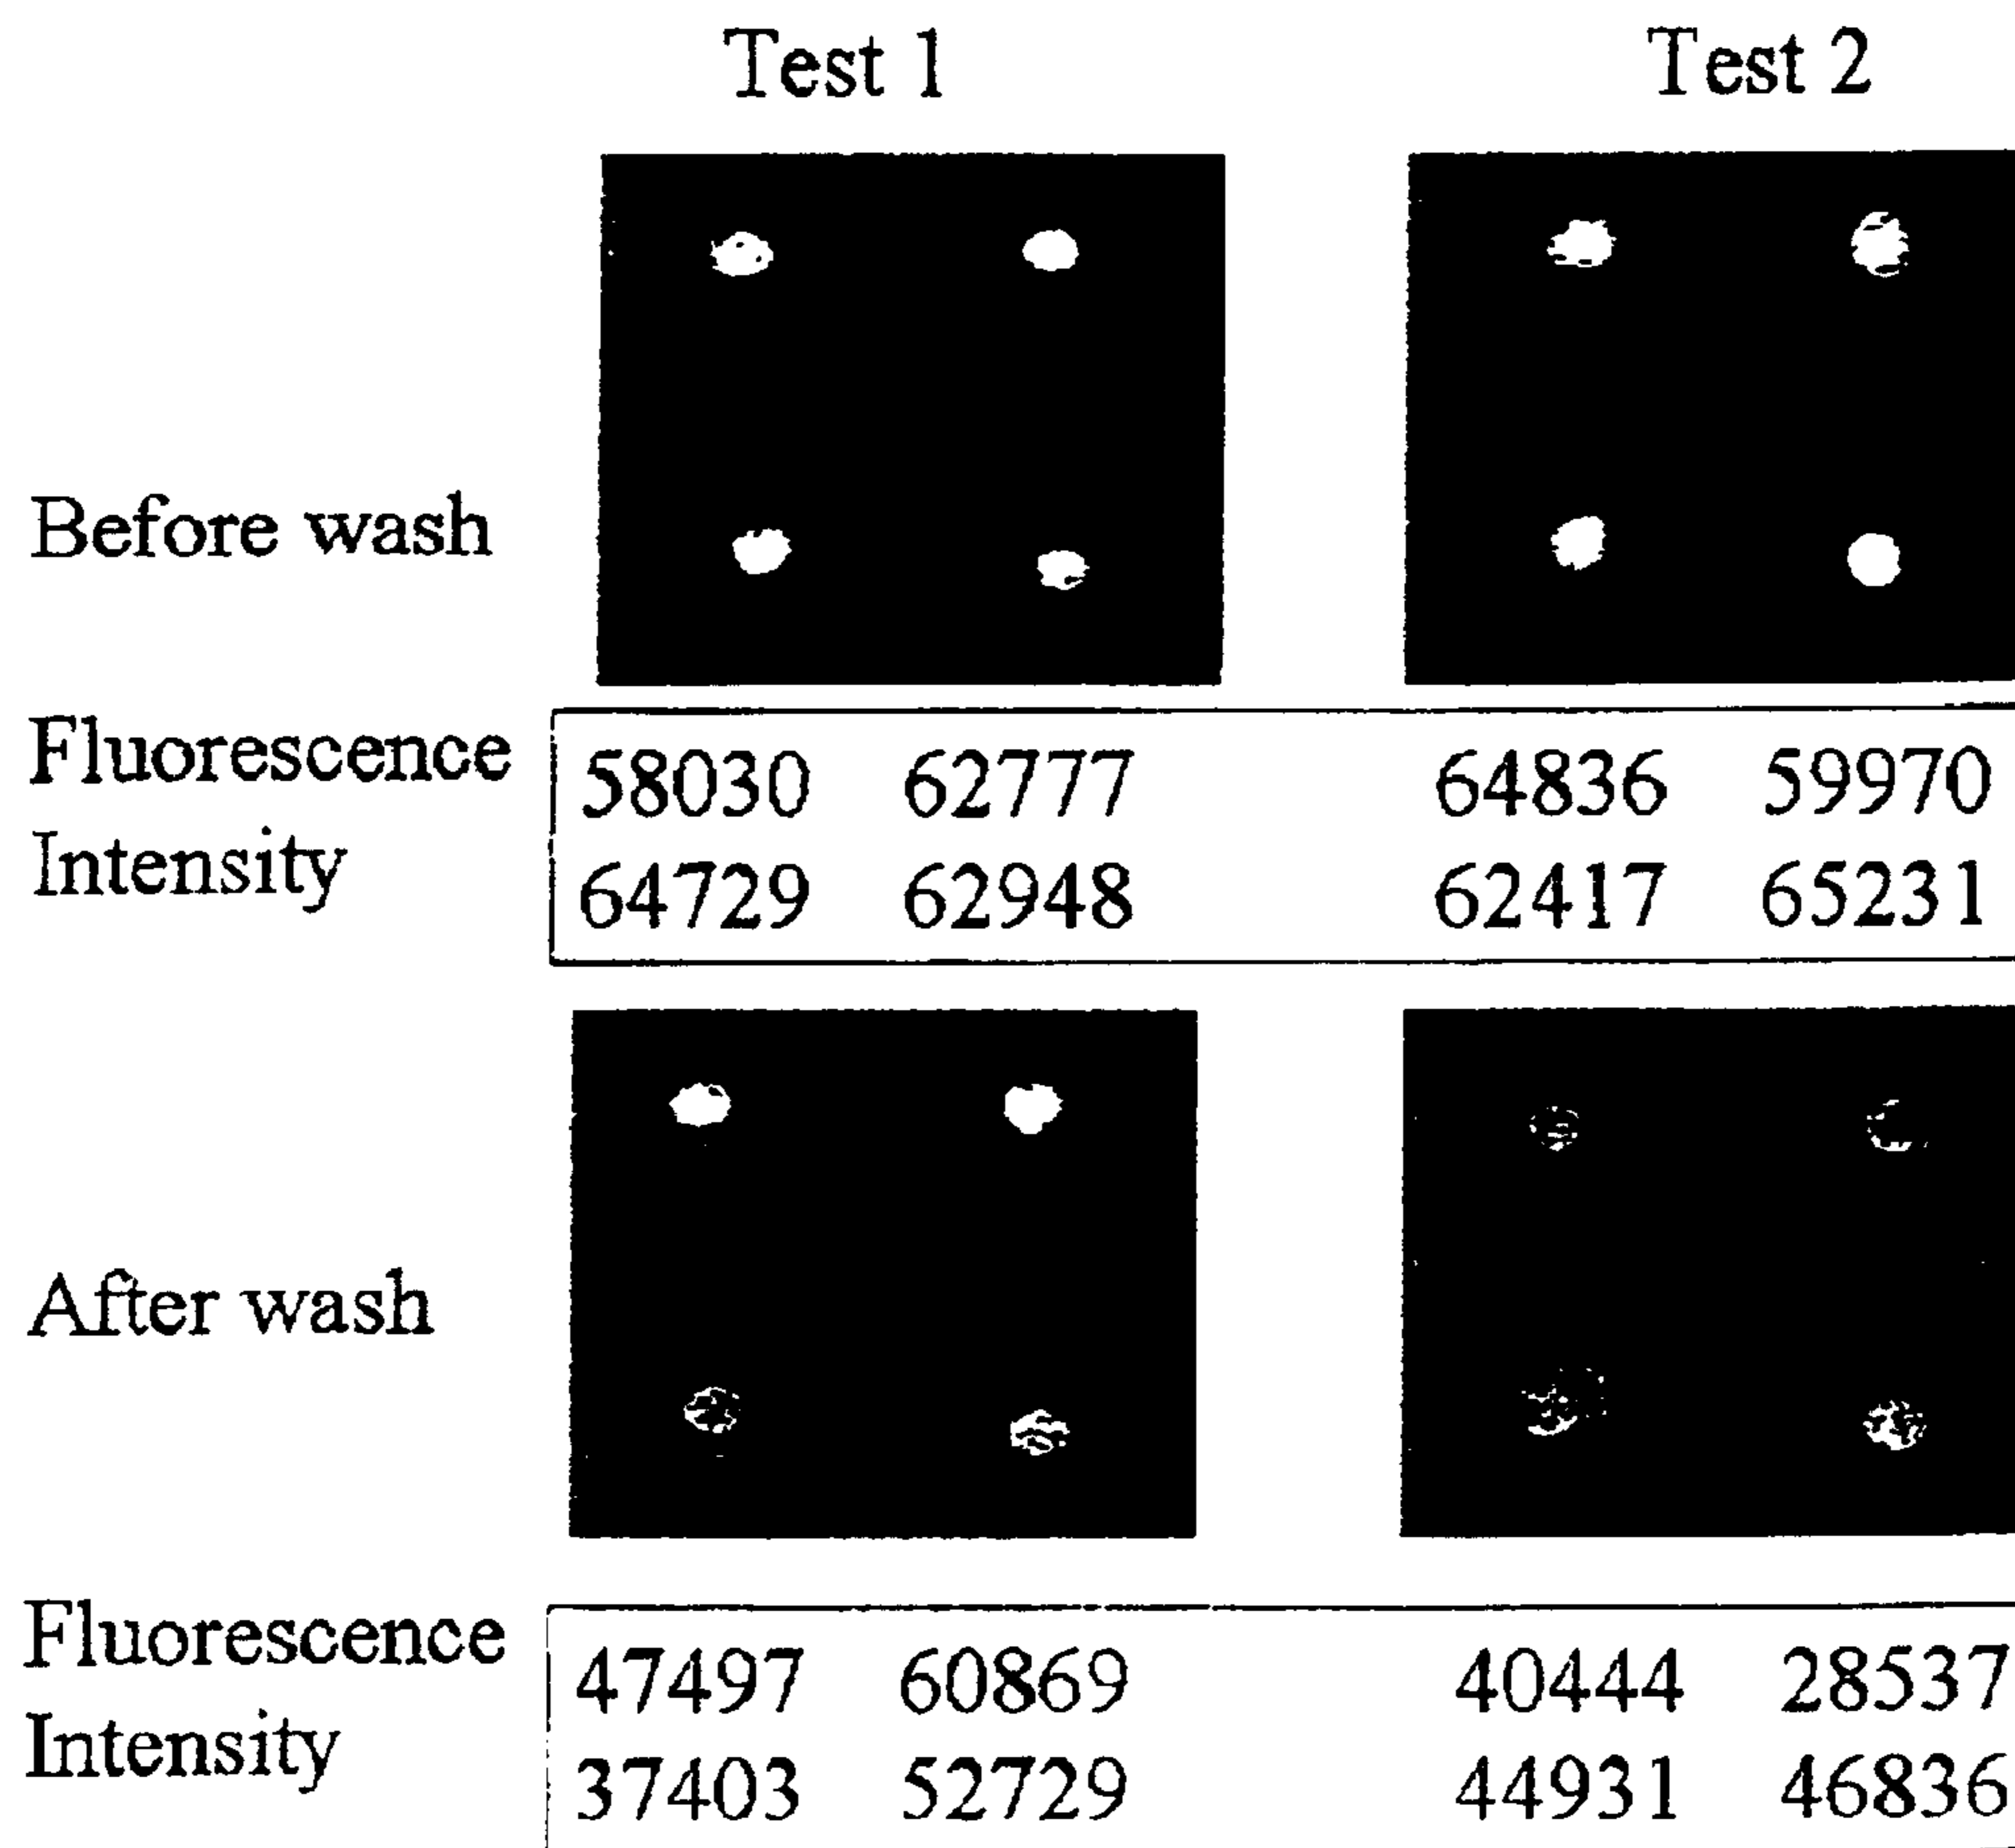 Test 1 Test 2
Before wash
Fluorescence 58030 62777 64836 59970
Intensity 64729 62948 62417 65231
After wash
Fluorescence 47497 60869 40444 28537
Intensity 37403 52729 44931 46836